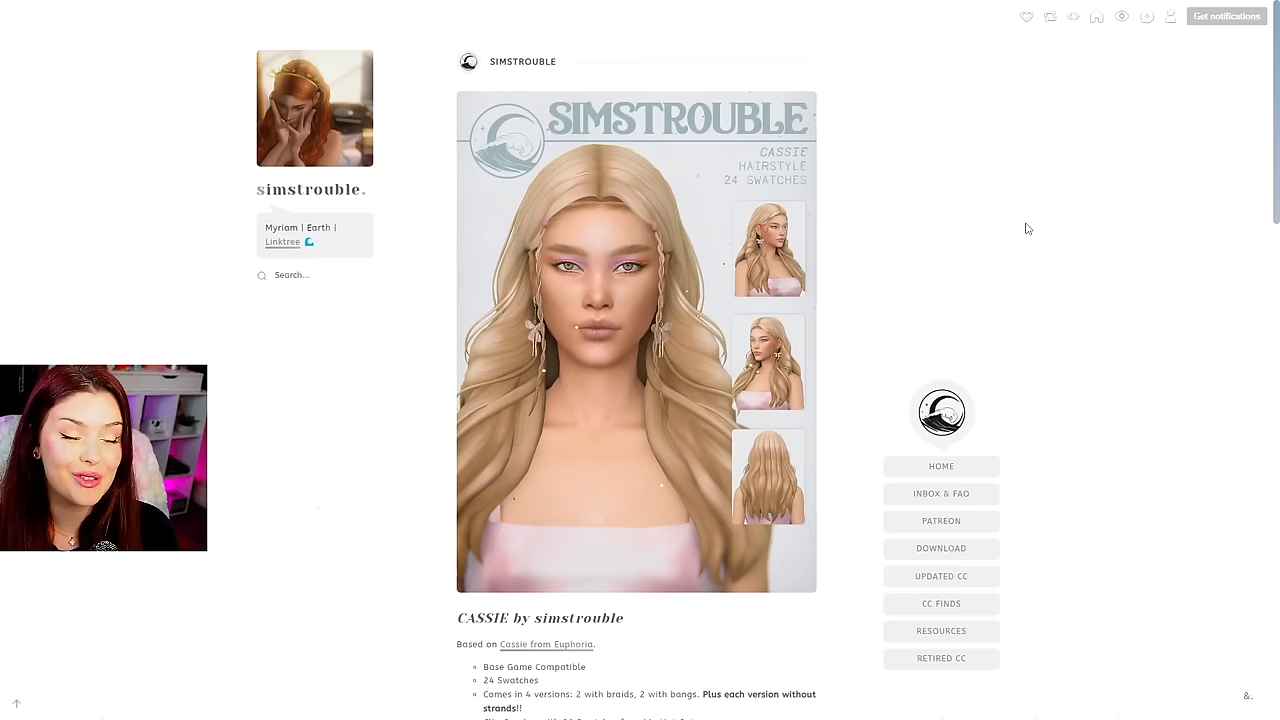 Get notifications
SIMSTROUBLE
SIMSTROUBLE
CASSIE
HAIRSTYLE
24 SWATCHES
simstrouble.
Myriam | Earth |
Linktree
Search...
HOME
INBOX & FAQ
PATREON
DOWNLOAD
UPDATED CC
CC FINDS
RESOURCES
RETIRED CC
CASSIE by simstrouble
Based on Cassie from Euphoria.
Base Game Compatible
24 Swatches
Comes in 4 versions: 2 with braids, 2 with bangs. Plus each version without
strands!!
&.